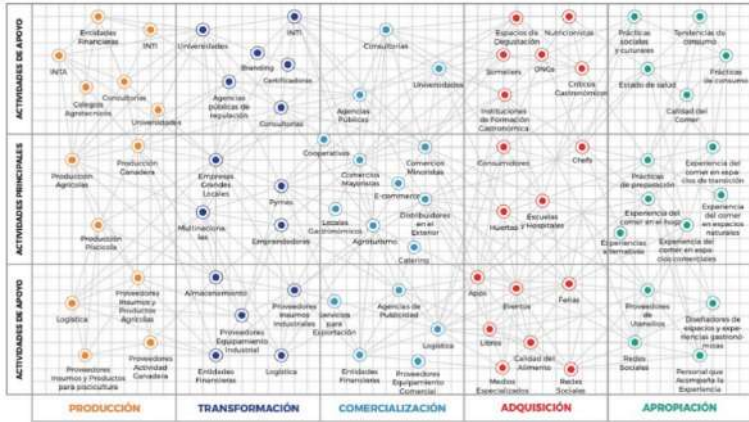 ACTIVIDADES DE APOYO
Entidades
Financieras
INTI
INTA
Colegios
Agrotecnicos
Consultorías
Universidades
Universidades
INTI
Branding
Certificadores
Agencias
públicas de
regulación
Consultorías
Consultorías
Universidades
Agencias
Públicas
Espacios de
Degustación
Nutricionistas
Someliers
ONGs
Críticos
Gastronómicos
Instituciones
de Formación
Gastronómica
Prácticas
sociales
y culturales
Tendencias de
consumo
Estado de salud
Prácticas
de consumo
Calidad del
Comer
ACTIVIDADES PRINCIPALES
Producción
Agrícolas
Producción
Ganadera
Producción
Piscicola
Empresas
Grandes
Locales
Pymes
Multinaciona
les
Emprendedores
Cooperativas
Comercios
Mayoristas
Comercios
Minoristas
E-commerce
Locales
Gastronómicos
Distribuidores
en el
Exterior
Agroturismo
Catering
Consumidores
Chefs
Huertas
Escuelas
y Hospitales
Prácticas
de preparación
Experiencia del
comer en espa
cios de transición
Experiencia del
comer en el hogar
Experiencia
del comer
en espacios
naturales
Experiencias
alternativas
Experiencia del
comer en espa
cios comerciales
ACTIVIDADES DE APOYO
Logística
Proveedores
Insumos y
Productos
Agrícolas
Proveedores
Insumos y Productos
para piscicultura
Proveedores
Actividad
Ganadera
Almacenamiento
Proveedores
Insumos
Industriales
Proveedores
Equipamiento
Industrial
Entidades
Financieras
Logística
Servicios
para
Exportación
Agencias de
Publicidad
Logística
Entidades
Financieras
Proveedores
Equipamiento
Comercial
Apps
Eventos
Ferias
Libros
Calidad del
Alimento
Medios
Especializados
Redes
Sociales
Proveedores
de
Utensilios
Diseñadores de
espacios y expe
riencias gastronó
micas
Redes
Sociales
Personal que
Acompaña la
Experiencia
PRODUCCIÓN
TRANSFORMACIÓN
COMERCIALIZACIÓN
ADQUISICIÓN
APROPIACIÓN